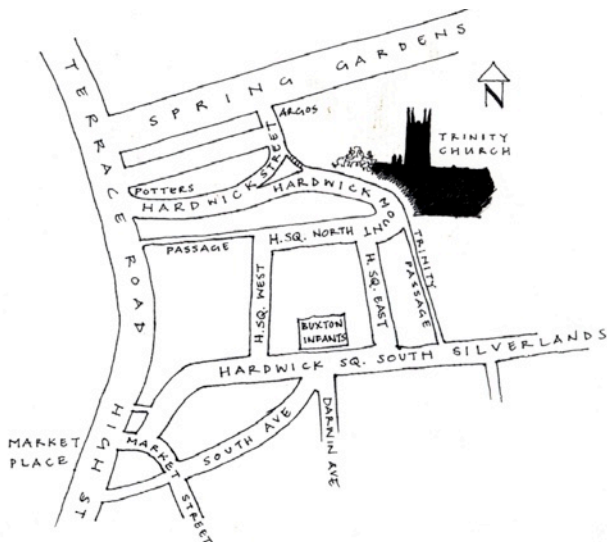 TERRACE ROAD
SPRING GARDENS
ARGOS
N
TRINITY
CHURCH
POTTERS
HARDWICK STREET
HARDWICK MOUNT
PASSAGE
H. SQ. NORTH
TRINITY PASSAGE
H. SQ. WEST
H. SQ. EAST
BUXTON
INFANTS
HARDWICK SQ. SOUTH
SILVERLANDS
HIGH ST
MARKET
PLACE
MARKET STREET
SOUTH AVE
DARNIN AVE